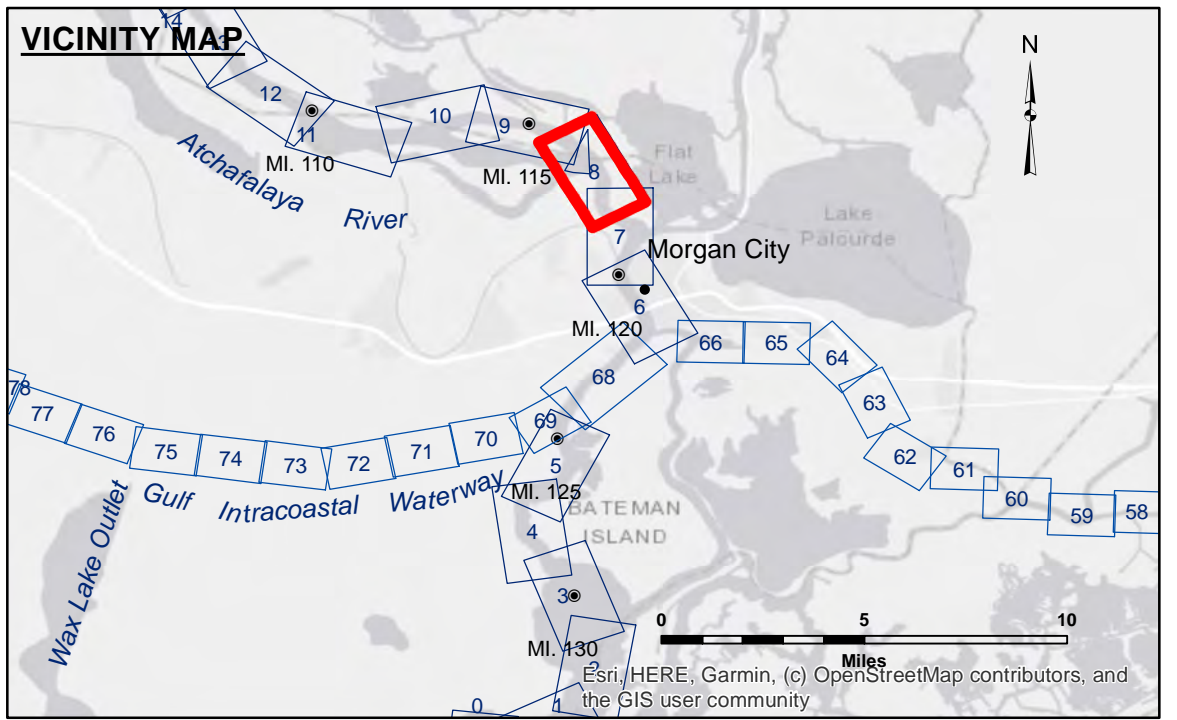 VICINITY MAP
N
14
13
12
11
10
9
8
7
6
MI. 110
MI. 115
MI. 120
Atchafalaya River
Flat
Lake
Lake
Palourde
Morgan City
66
65
64
63
62
61
60
59
58
68
69
70
71
72
73
74
75
76
77
78
5
MI. 125
4
3
MI. 130
2
1
0
Gulf Intracoastal Waterway
Wax Lake Outlet
BATEMAN
ISLAND
0 5 10
Miles
Esri, HERE, Garmin, (c) OpenStreetMap contributors, and
the GIS user community